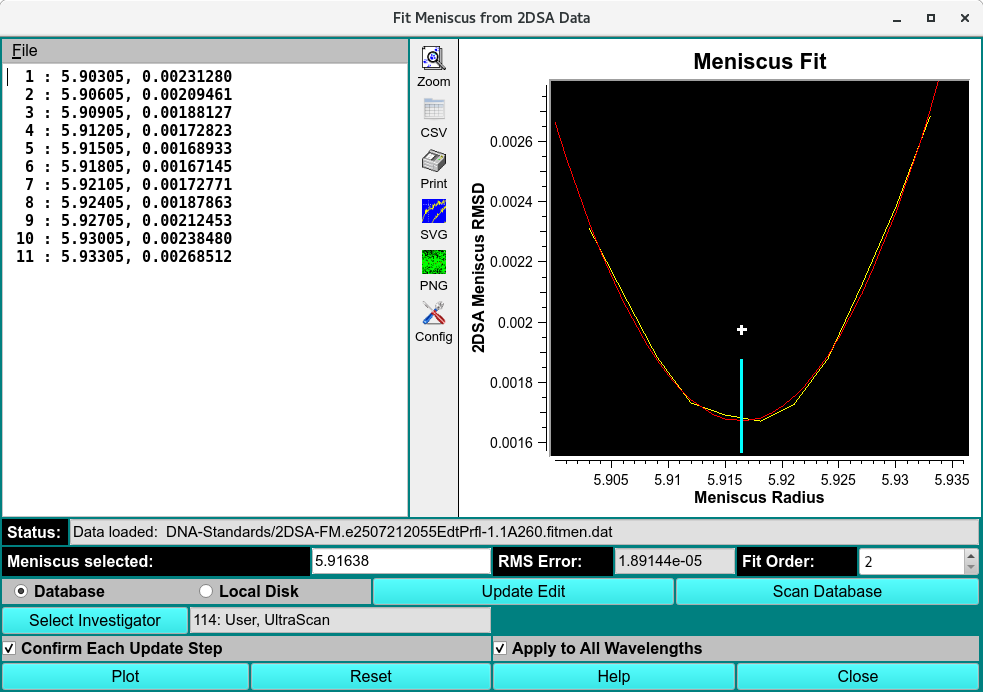 Fit Meniscus from 2DSA Data
File
1 : 5.90305, 0.00231280
2 : 5.90605, 0.00209461
3 : 5.90905, 0.00188127
4 : 5.91205, 0.00172823
5 : 5.91505, 0.00168933
6 : 5.91805, 0.00167145
7 : 5.92105, 0.00172771
8 : 5.92405, 0.00187863
9 : 5.92705, 0.00212453
10 : 5.93005, 0.00238480
11 : 5.93305, 0.00268512
Zoom
CSV
Print
SVG
PNG
Config
Meniscus Fit
2DSA Meniscus RMSD
0.0026
0.0024
0.0022
0.002
0.0018
0.0016
5.905 5.91 5.915 5.92 5.925 5.93 5.935
Meniscus Radius
Status: Data loaded: DNA-Standards/2DSA-FM.e2507212055EdtPrfl-1.1A260.fitmen.dat
Meniscus selected: 5.91638 RMS Error: 1.89144e-05 Fit Order: 2
Database Local Disk Update Edit Scan Database
Select Investigator 114: User, UltraScan
Confirm Each Update Step Apply to All Wavelengths
Plot Reset Help Close